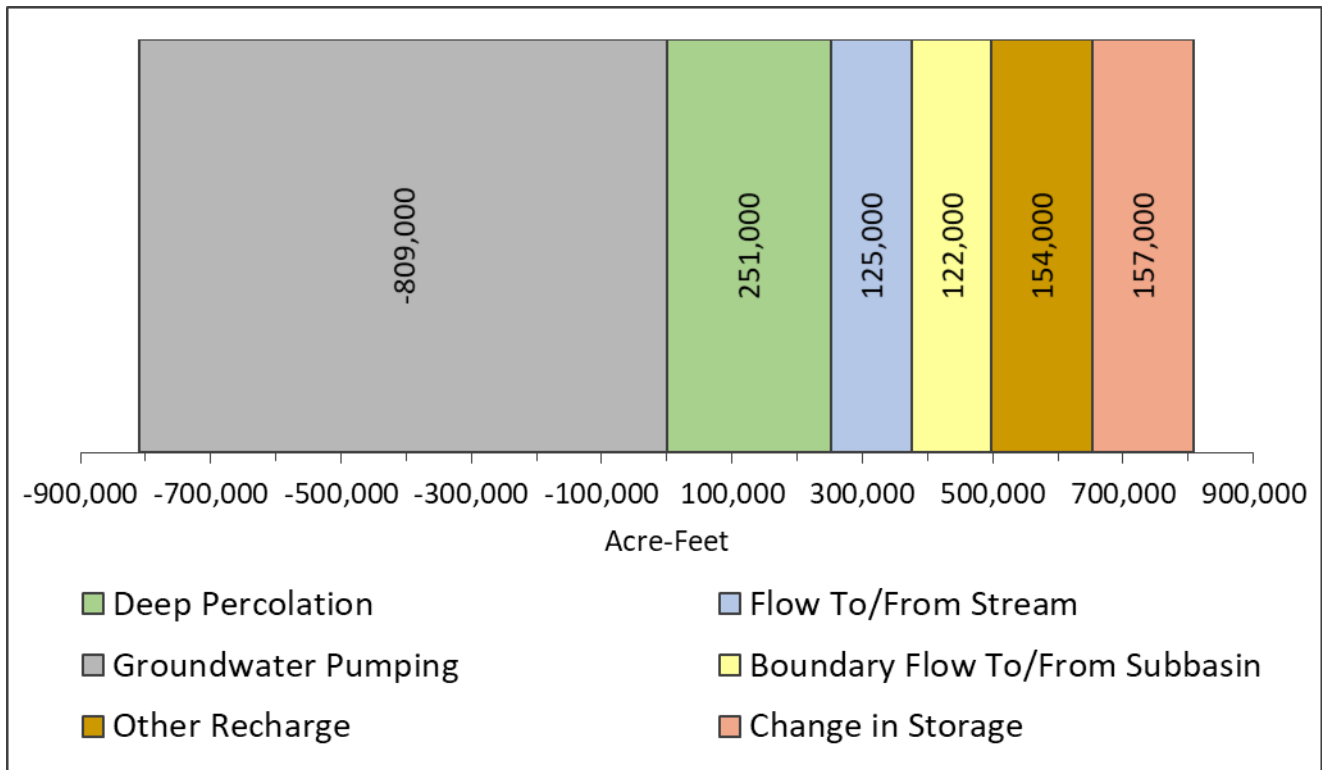 -809,000
251,000
125,000
122,000
154,000
157,000
-900,000 -700,000 -500,000 -300,000 -100,000 100,000 300,000 500,000 700,000 900,000
Acre-Feet
Deep Percolation
Flow To/From Stream
Groundwater Pumping
Boundary Flow To/From Subbasin
Other Recharge
Change in Storage